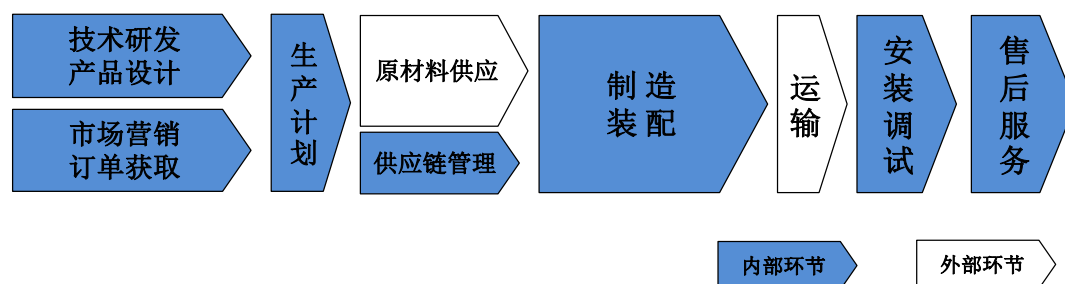 技术研发
产品设计
市场营销
订单获取
生产计划
原材料供应
供应链管理
制造
装配
运输
安装调试
售后服务
内部环节
外部环节